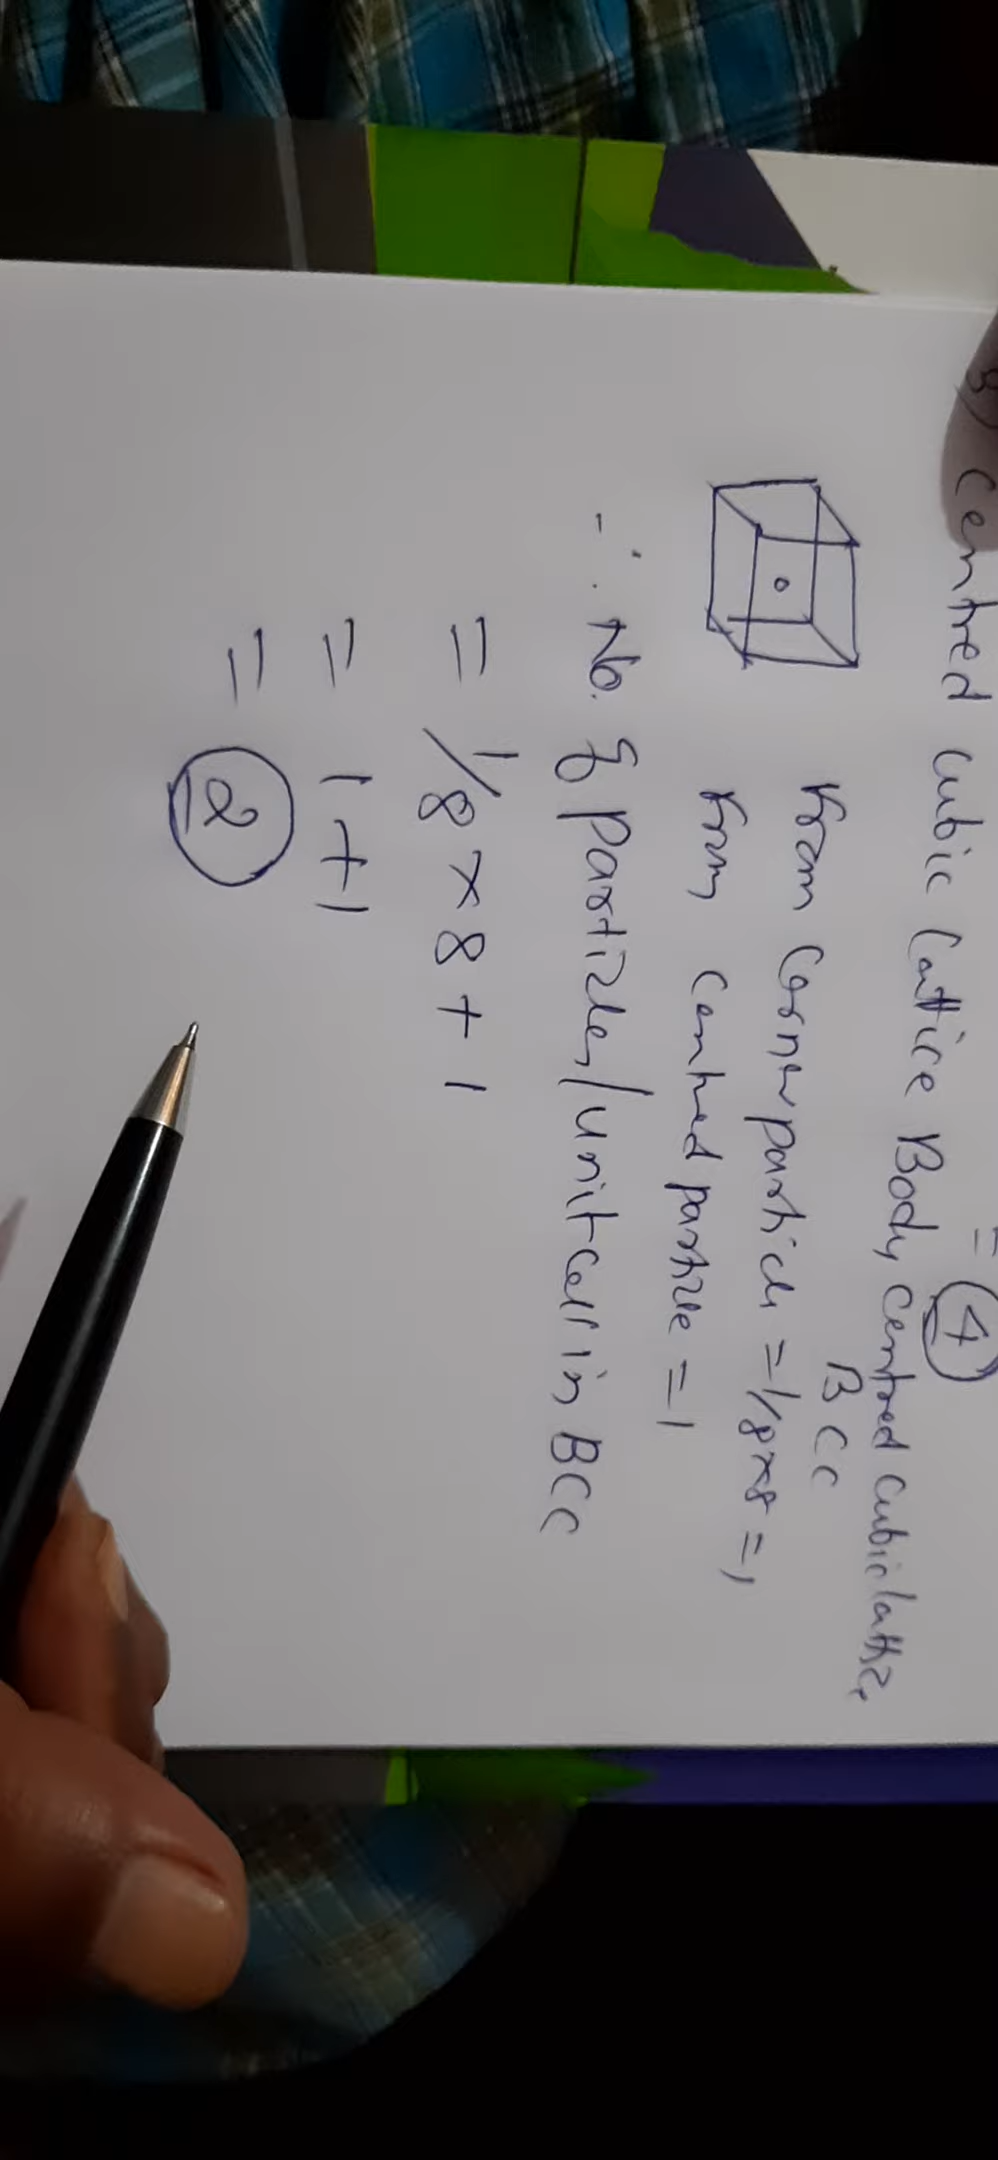 = 4
3) Centred cubic lattice Body centred cubic lattice
BCC
From corner particle = 1/8×8 = 1
From centred particle = 1
∴ No. of particles/unit cell in BCC
= 1/8 × 8 + 1
= 1 + 1
= 2